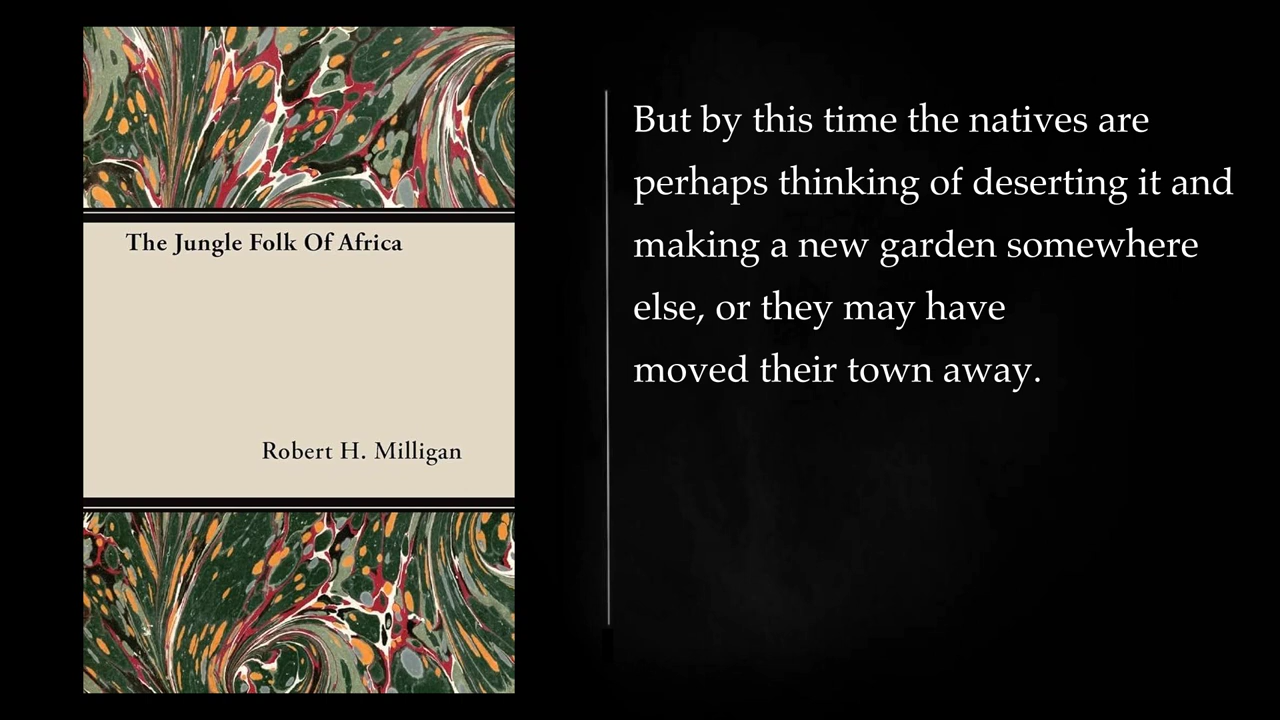 The Jungle Folk Of Africa
Robert H. Milligan
But by this time the natives are
perhaps thinking of deserting it and
making a new garden somewhere
else, or they may have
moved their town away.